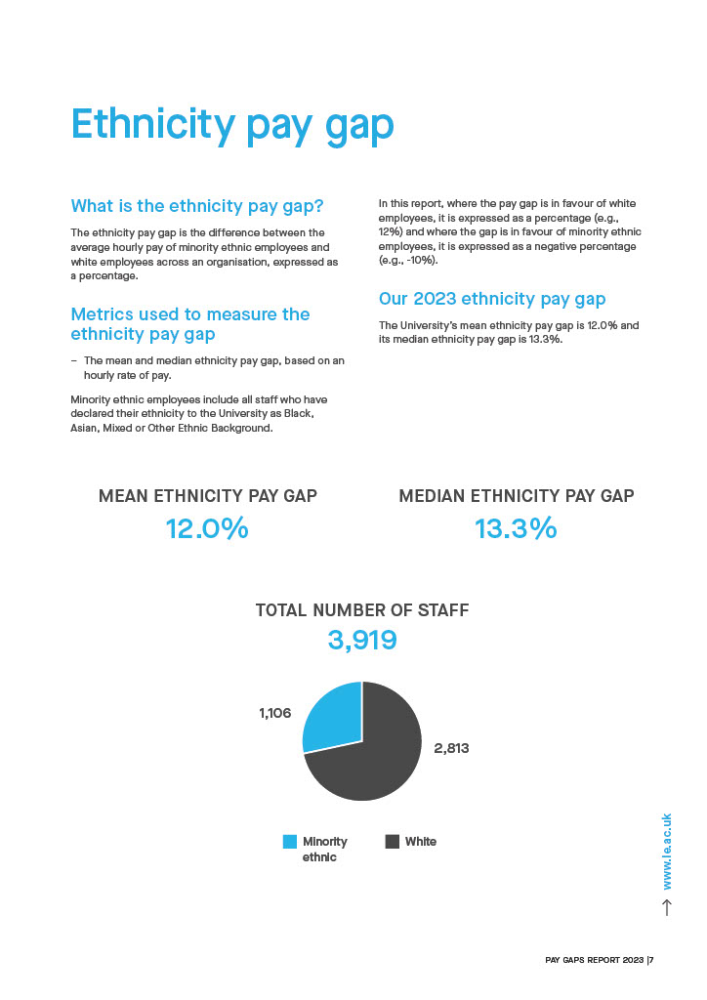 Ethnicity pay gap
What is the ethnicity pay gap?
The ethnicity pay gap is the difference between the
average hourly pay of minority ethnic employees and
white employees across an organisation, expressed as
a percentage.
Metrics used to measure the
ethnicity pay gap
– The mean and median ethnicity pay gap, based on an
hourly rate of pay.
Minority ethnic employees include all staff who have
declared their ethnicity to the University as Black,
Asian, Mixed or Other Ethnic Background.
In this report, where the pay gap is in favour of white
employees, it is expressed as a percentage (e.g.,
12%) and where the gap is in favour of minority ethnic
employees, it is expressed as a negative percentage
(e.g., -10%).
Our 2023 ethnicity pay gap
The University's mean ethnicity pay gap is 12.0% and
its median ethnicity pay gap is 13.3%.
MEAN ETHNICITY PAY GAP
12.0%
MEDIAN ETHNICITY PAY GAP
13.3%
TOTAL NUMBER OF STAFF
3,919
1,106
2,813
Minority
ethnic
White
www.le.ac.uk
PAY GAPS REPORT 2023 |7